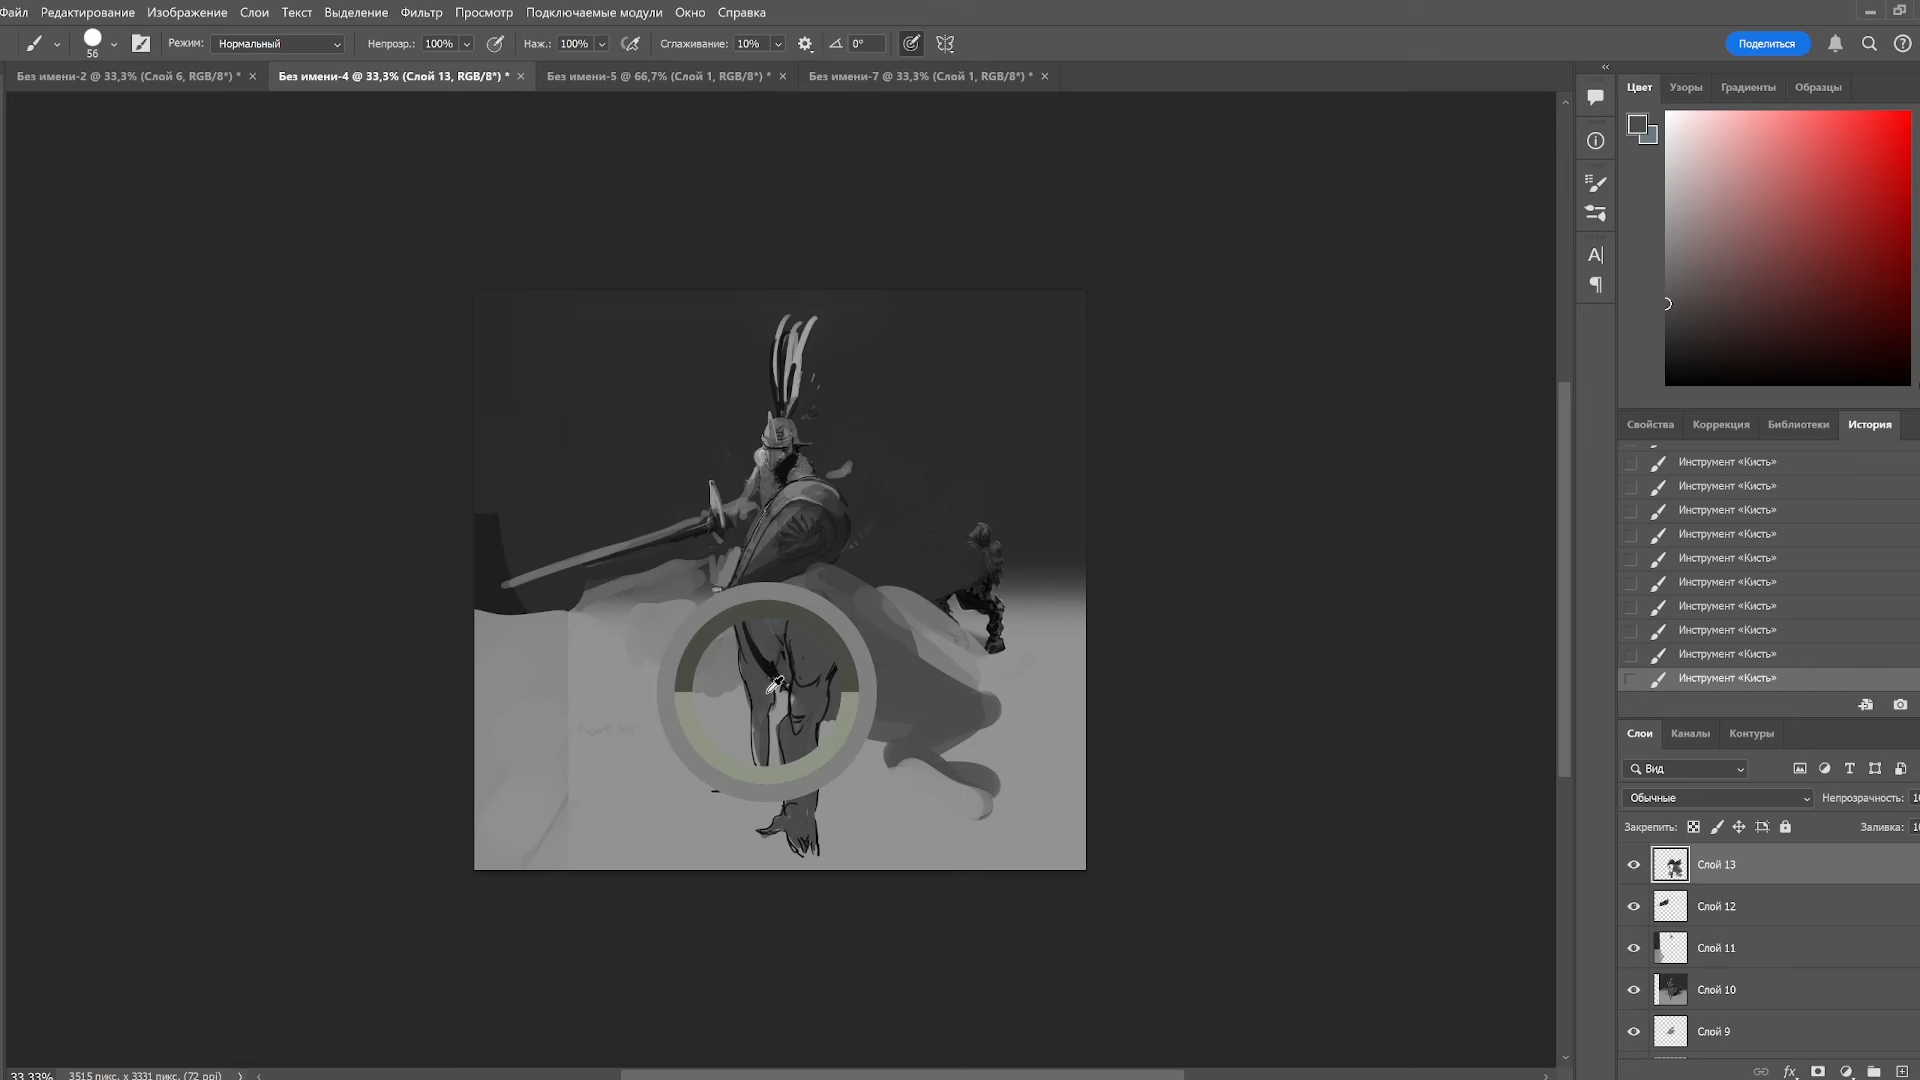 Файл Редактирование Изображение Слои Текст Выделение Фильтр Просмотр Подключаемые модули Окно Справка
56 Режим: Нормальный Непрозр.: 100% Наж.: 100% Сглаживание: 10% 0° Поделиться
Без имени-2 @ 33,3% (Слой 6, RGB/8*) * Без имени-4 @ 33,3% (Слой 13, RGB/8*) * Без имени-5 @ 66,7% (Слой 1, RGB/8*) * Без имени-7 @ 33,3% (Слой 1, RGB/8*) *
Цвет Узоры Градиенты Образцы
Свойства Коррекция Библиотеки История
Инструмент «Кисть»
Инструмент «Кисть»
Инструмент «Кисть»
Инструмент «Кисть»
Инструмент «Кисть»
Инструмент «Кисть»
Инструмент «Кисть»
Инструмент «Кисть»
Инструмент «Кисть»
Инструмент «Кисть»
Слои Каналы Контуры
Вид
Обычные Непрозрачность: 10
Закрепить: Заливка: 10
Слой 13
Слой 12
Слой 11
Слой 10
Слой 9
fx
33,33% 3515 пикс. x 3331 пикс. (72 ppi)